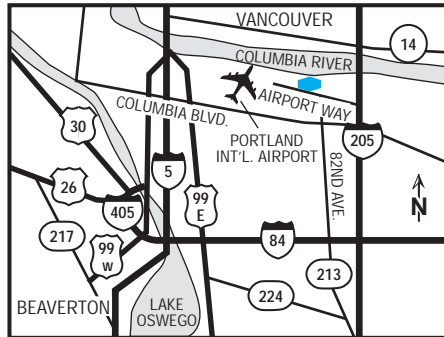 VANCOUVER
14
COLUMBIA RIVER
AIRPORT WAY
COLUMBIA BLVD.
30
PORTLAND
INT'L. AIRPORT
205
5
82ND AVE.
26
99
E
N
405
217
99
W
84
213
BEAVERTON
LAKE
OSWEGO
224